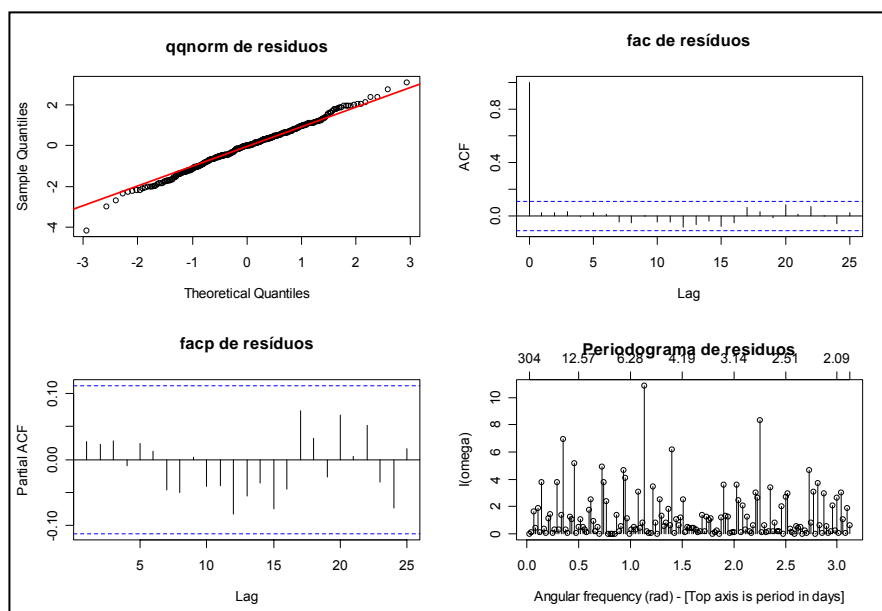 qqnorm de residuos
Sample Quantiles
2
0
-2
-4
-3 -2 -1 0 1 2 3
Theoretical Quantiles
fac de resíduos
ACF
0.8
0.4
0.0
0 5 10 15 20 25
Lag
facp de resíduos
Partial ACF
0.10
0.00
-0.10
5 10 15 20 25
Lag
Periodograma de residuos
304 12.57 6.28 4.19 3.14 2.51 2.09
I(omega)
10
8
6
4
2
0
0.0 0.5 1.0 1.5 2.0 2.5 3.0
Angular frequency (rad) - [Top axis is period in days]